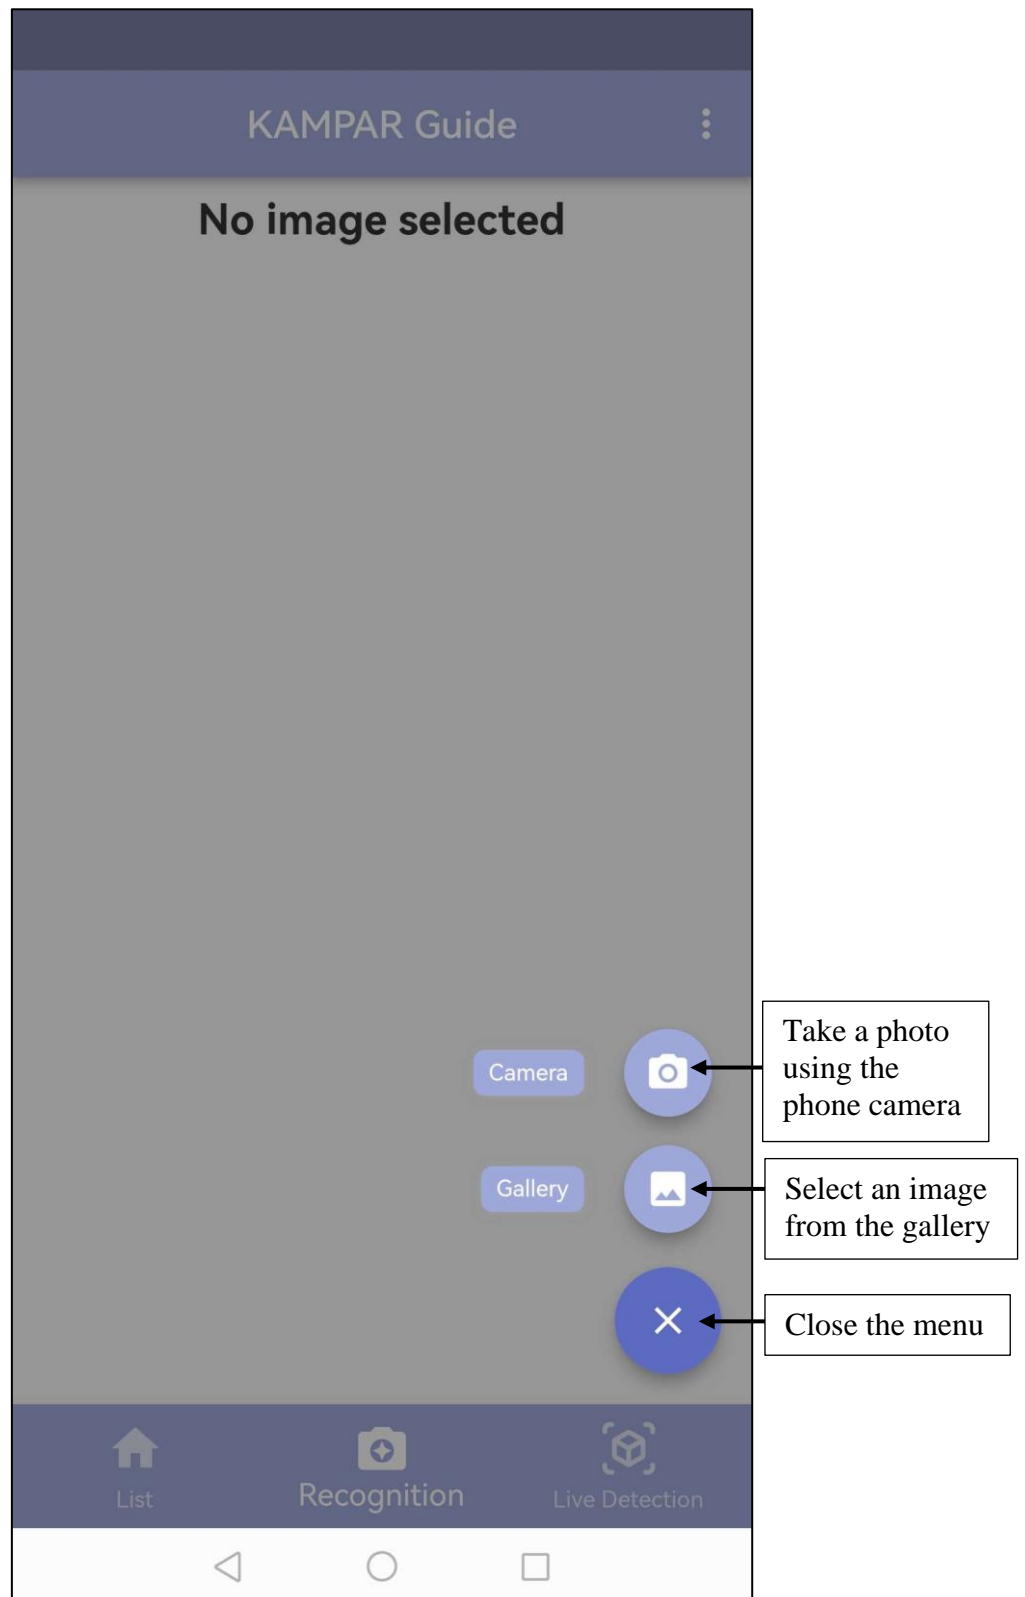 KAMPAR Guide
No image selected
Camera
Take a photo
using the
phone camera
Gallery
Select an image
from the gallery
Close the menu
List
Recognition
Live Detection